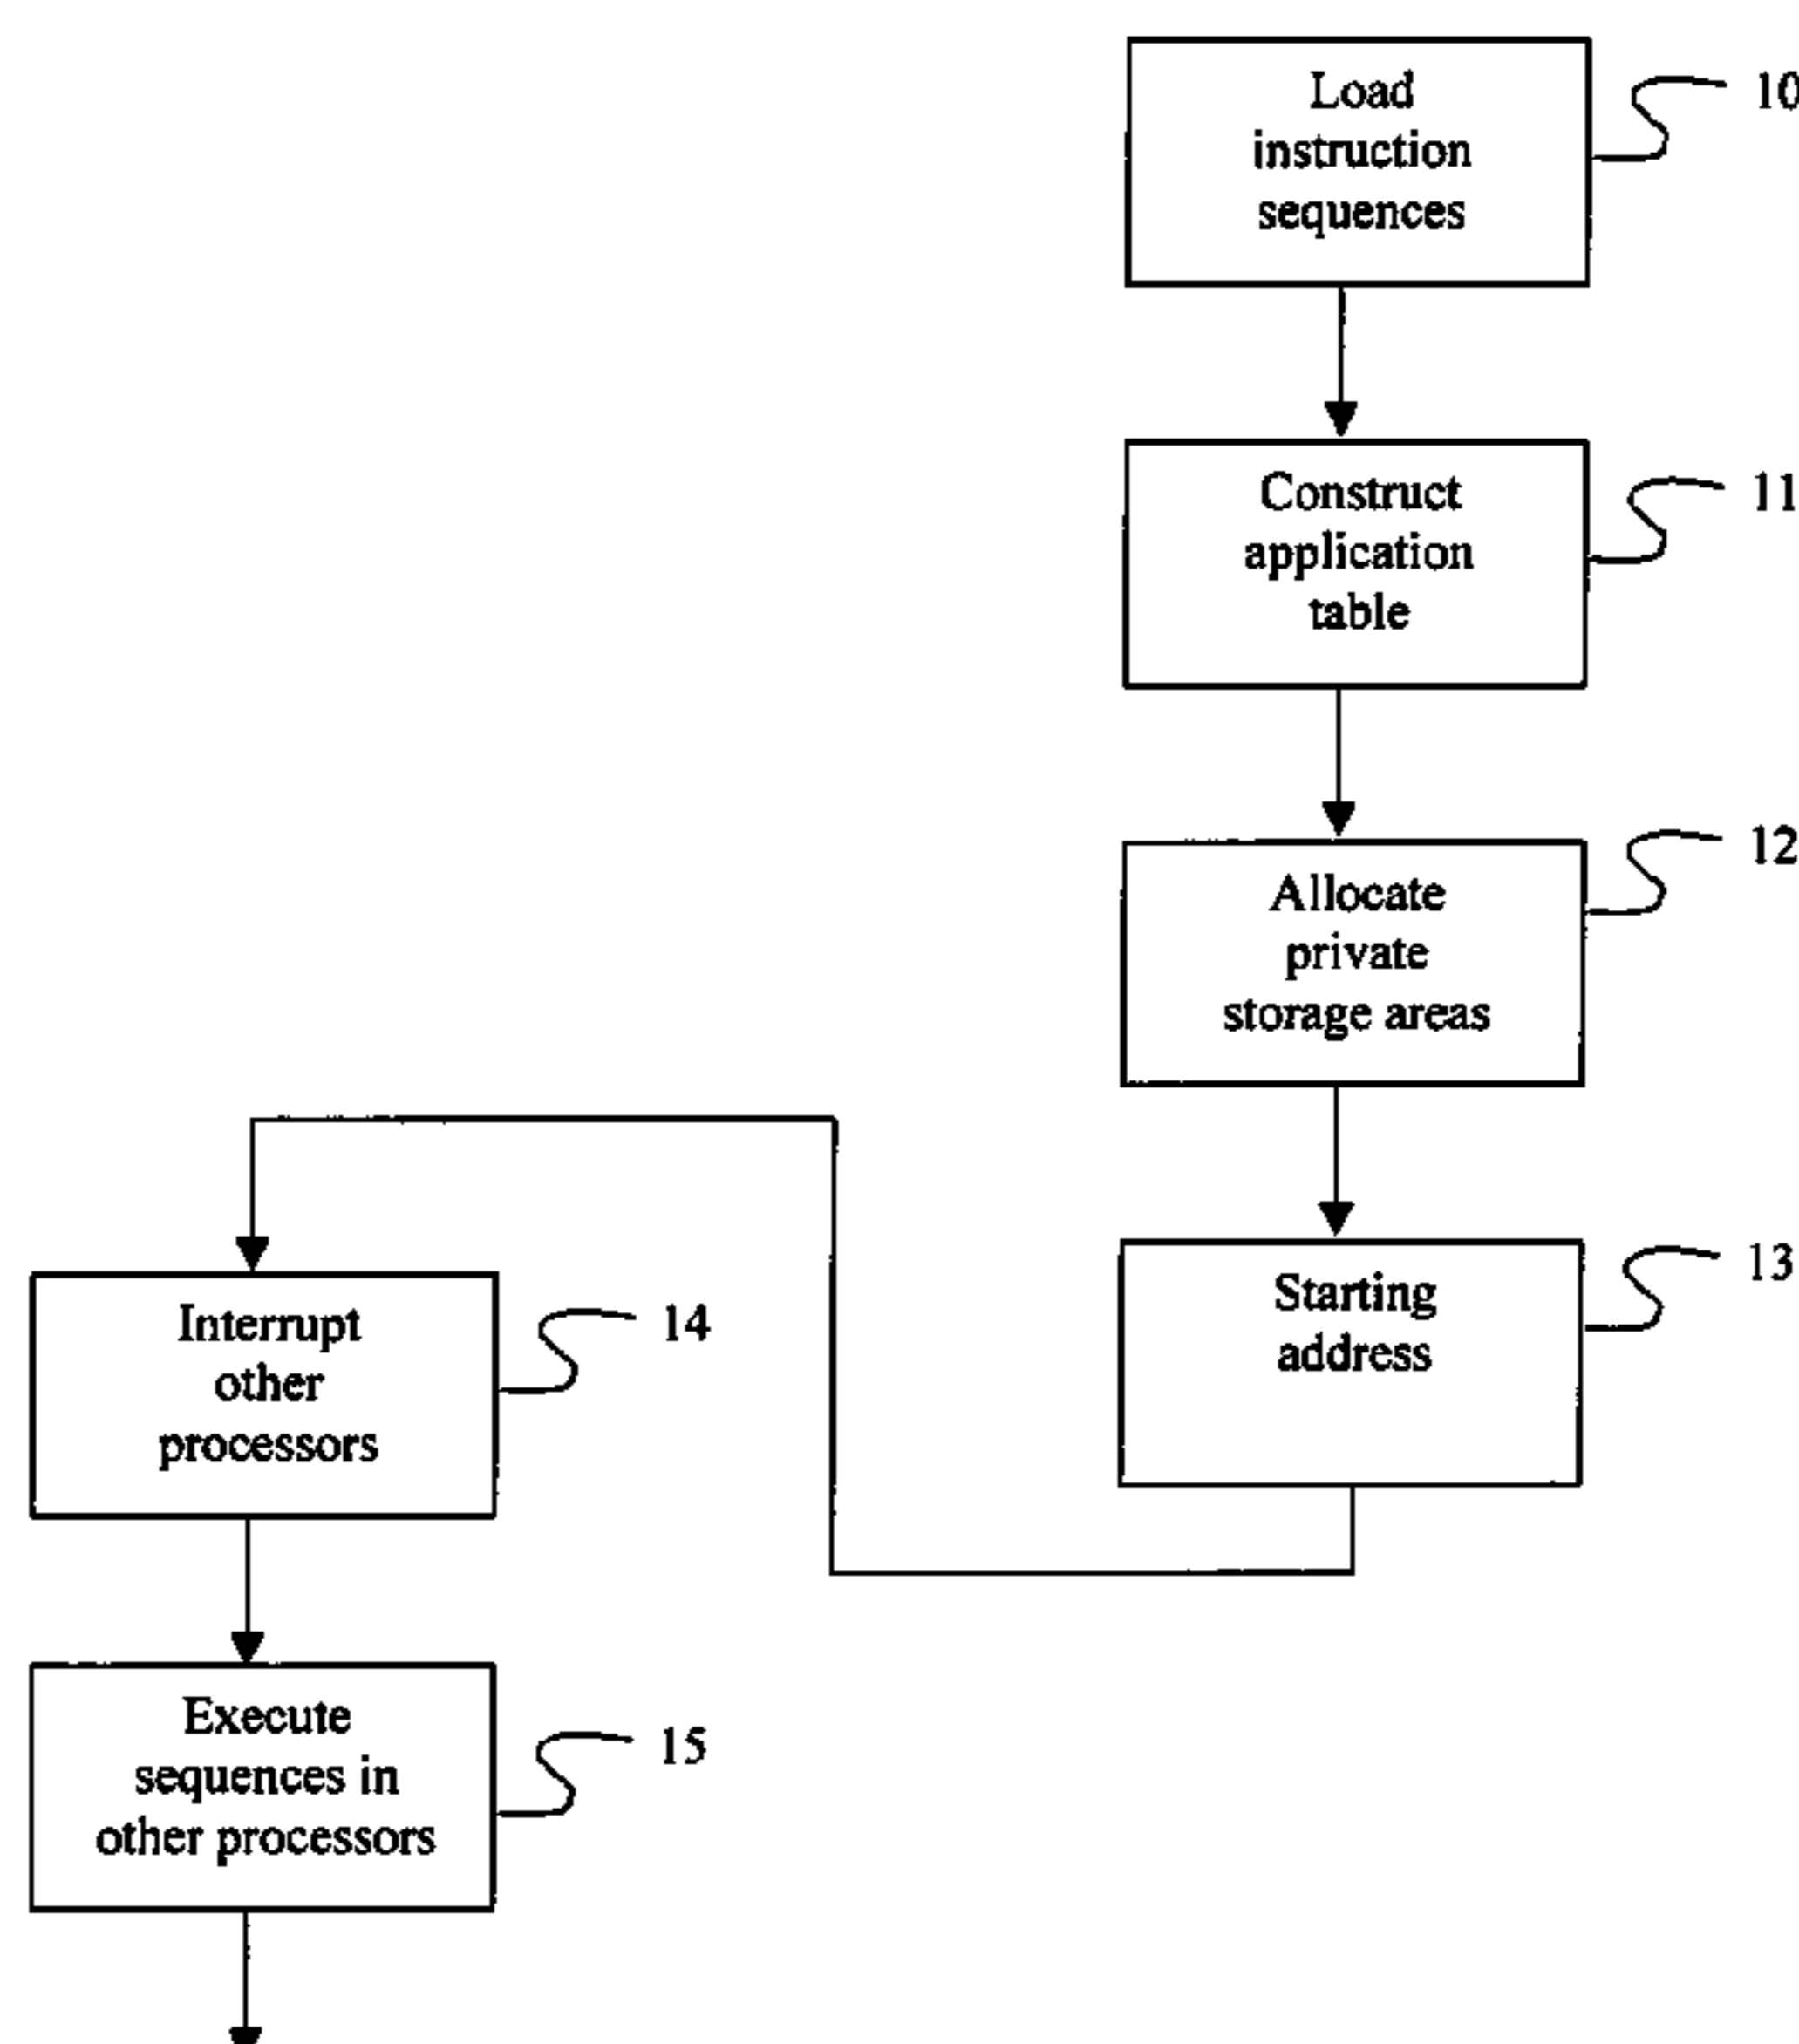 Load
instruction
sequences
10
Construct
application
table
11
Allocate
private
storage areas
12
Starting
address
13
Interrupt
other
processors
14
Execute
sequences in
other processors
15